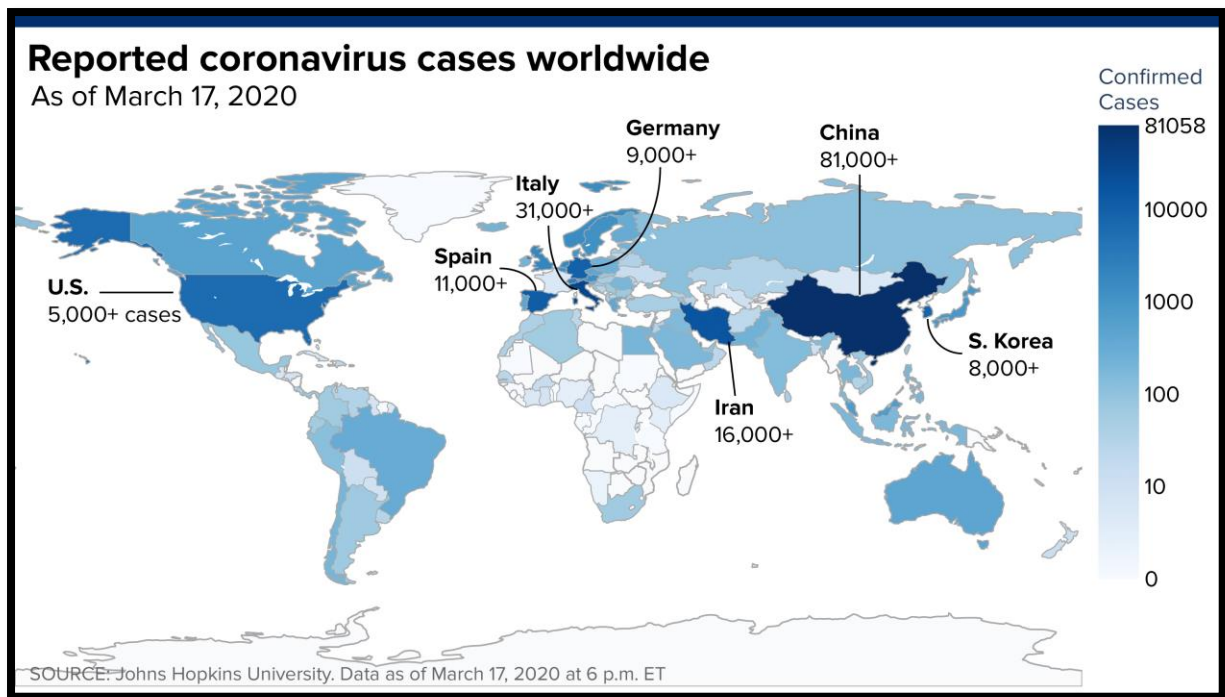 Reported coronavirus cases worldwide
As of March 17, 2020
Confirmed
Cases
81058
10000
1000
100
10
0
Germany
9,000+
China
81,000+
Italy
31,000+
Spain
11,000+
U.S.
5,000+ cases
S. Korea
8,000+
Iran
16,000+
SOURCE: Johns Hopkins University. Data as of March 17, 2020 at 6 p.m. ET